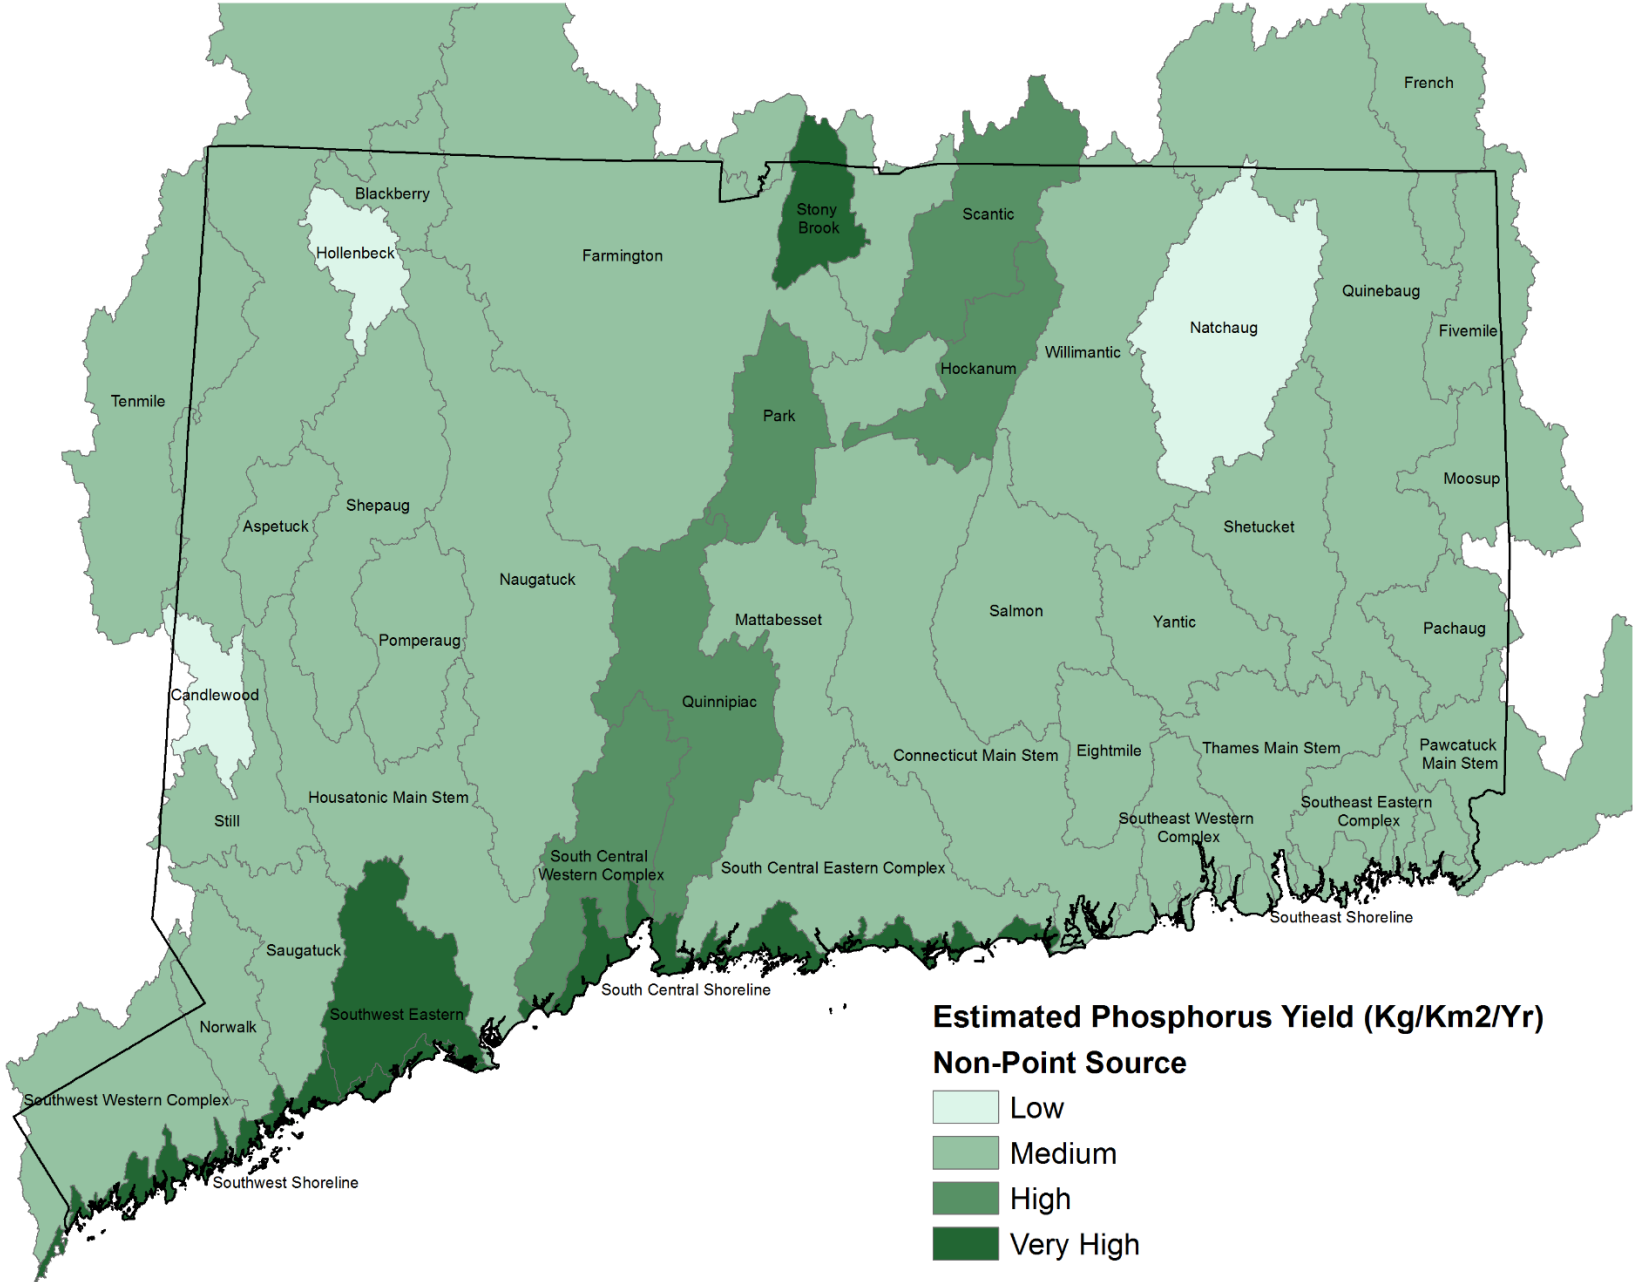 French
Blackberry
Stony
Brook
Scantic
Hollenbeck
Farmington
Quinebaug
Natchaug
Fivemile
Willimantic
Hockanum
Tenmile
Park
Moosup
Shepaug
Aspetuck
Shetucket
Naugatuck
Salmon
Mattabesset
Yantic
Pachaug
Pomperaug
Candlewood
Quinnipiac
Connecticut Main Stem
Eightmile
Thames Main Stem
Pawcatuck
Main Stem
Housatonic Main Stem
Still
Southeast Eastern
Complex
Southeast Western
Complex
South Central
Western Complex
South Central Eastern Complex
Southeast Shoreline
Saugatuck
South Central Shoreline
Southwest Eastern
Norwalk
Southwest Western Complex
Southwest Shoreline
Estimated Phosphorus Yield (Kg/Km2/Yr)
Non-Point Source
Low
Medium
High
Very High